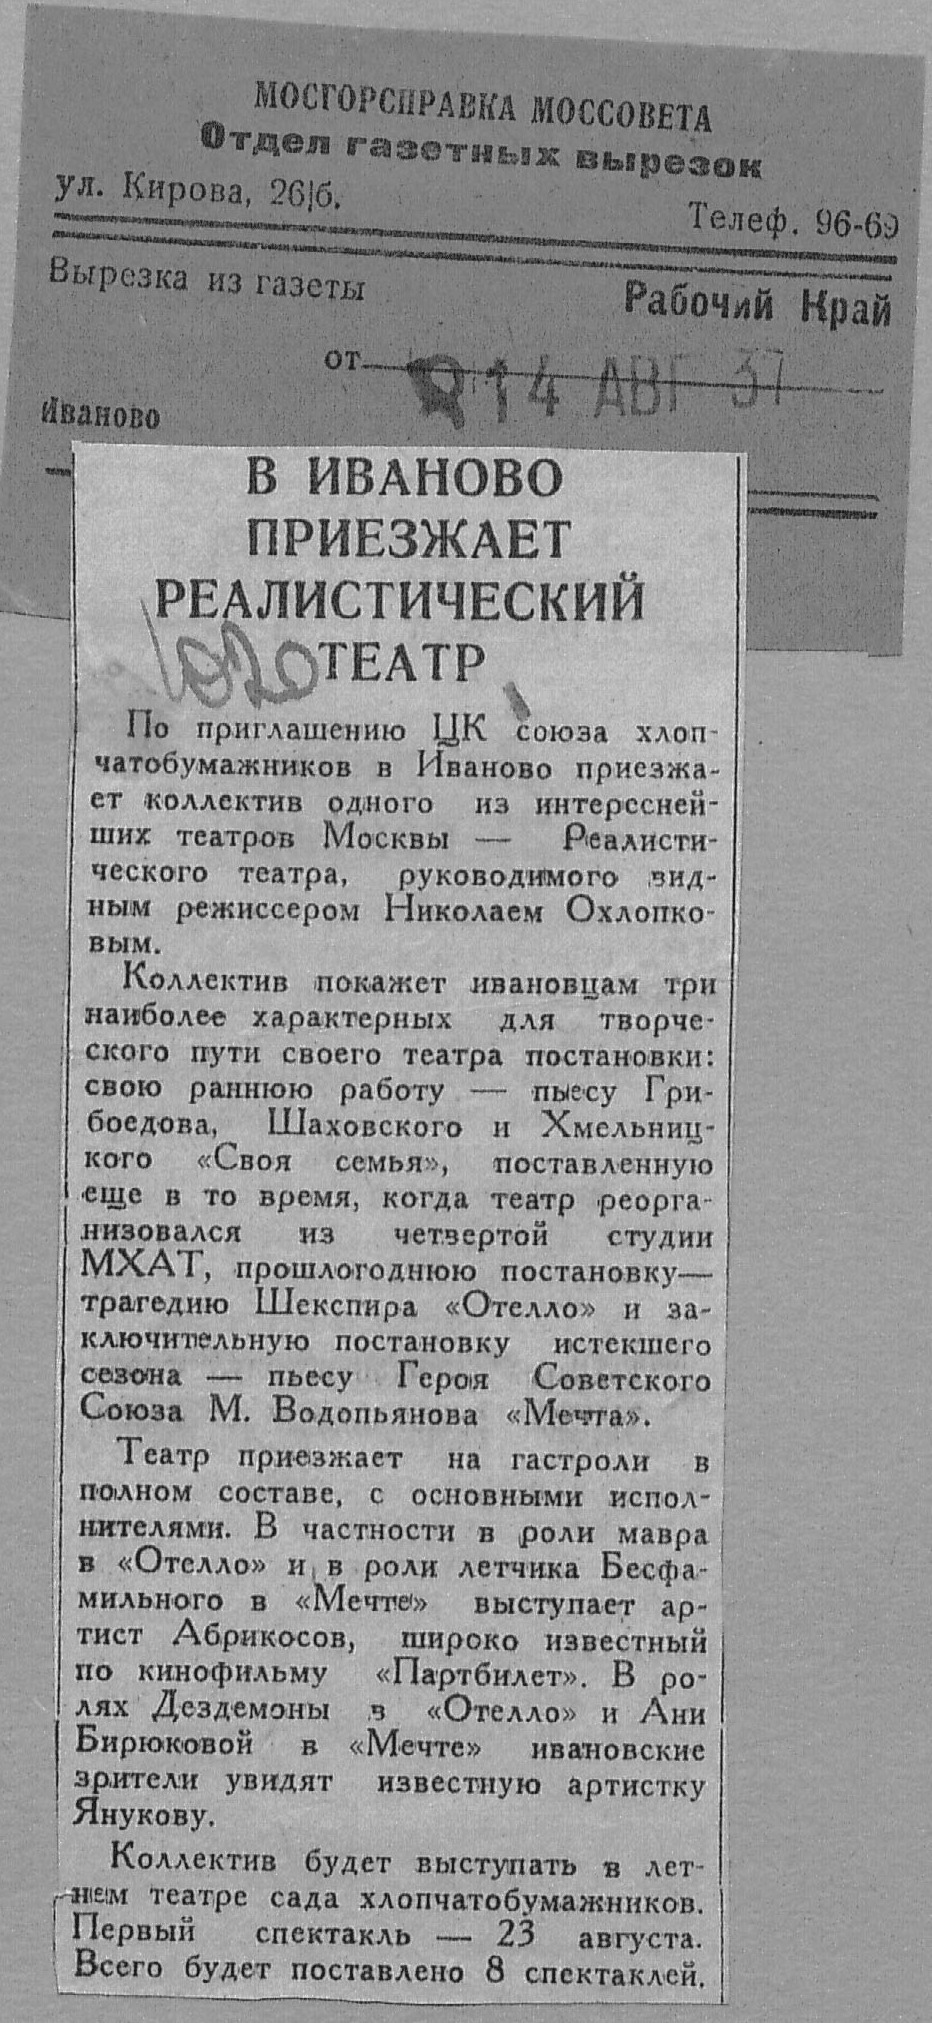 МОСГОРСПРАВКА МОССОВЕТА
Отдел газетных вырезок
ул. Кирова, 26/б.
Телеф. 96-69
Вырезка из газеты
Рабочий Край
от
14 АВГ 37
Иваново
В ИВАНОВО
ПРИЕЗЖАЕТ
РЕАЛИСТИЧЕСКИЙ
ТЕАТР
По приглашению ЦК союза хлоп-
чатобумажников в Иваново приезжа-
ет коллектив одного из интерссней-
ших театров Москвы — Реалисти-
ческого театра, руководимого вид-
ным режиссером Николаем Охлопко-
вым.
Коллектив покажет ивановцам три
наиболее характерных для творче-
ского пути своего театра постановки:
свою раннюю работу — пьесу Гри-
боедова, Шаховского и Хмельниц-
кого «Своя семья», поставленную
еще в то время, когда театр реорга-
низовался из четвертой студии
МХАТ, прошлогоднюю постановку—
трагедию Шекспира «Отелло» и за-
ключительную постановку истекшего
сезона — пьесу Героя Советского
Союза М. Водопьянова «Мечта».
Театр приезжает на гастроли в
полном составе, с основными испол-
нителями. В частности в роли мавра
в «Отелло» и в роли летчика Бесфа-
мильного в «Мечте» выступает ар-
тист Абрикосов, широко известный
по кинофильму «Партбилет». В ро-
лях Дездемоны в «Отелло» и Ани
Бирюковой в «Мечте» ивановские
зрители увидят известную артистку
Янукову.
Коллектив будет выступать в лет-
нем театре сада хлопчатобумажников.
Первый спектакль — 23 августа.
Всего будет поставлено 8 спектаклей.